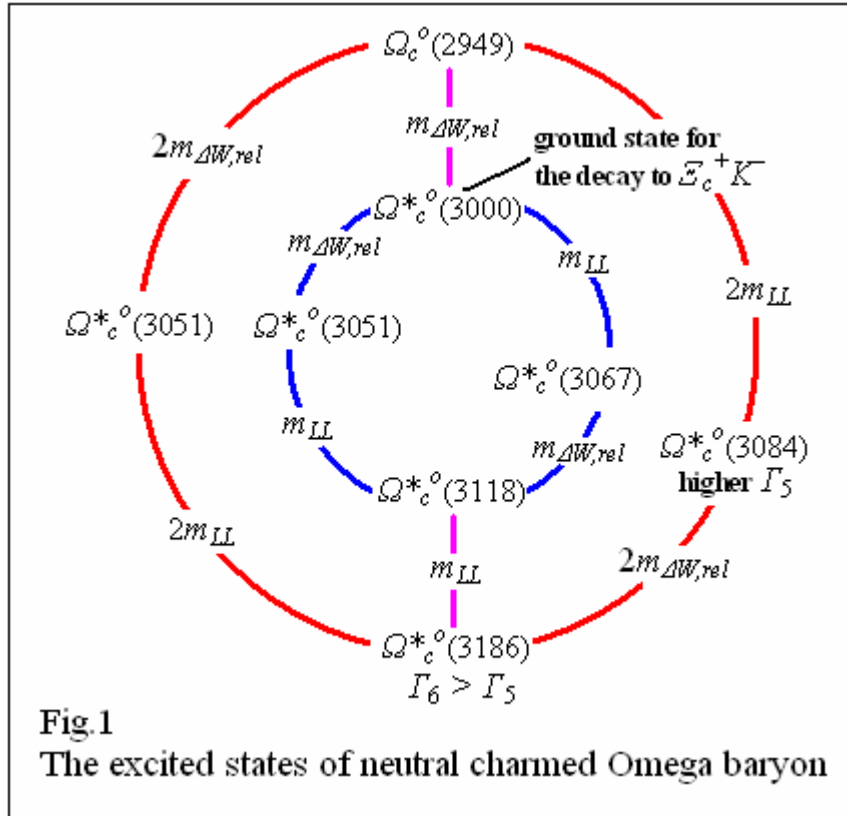 Ω_c^o(2949)
2m_ΔW,rel
m_ΔW,rel
ground state for
the decay to Ξ_c^+K^-
Ω*_c^o(3000)
m_ΔW,rel
m_LL
2m_LL
Ω*_c^o(3051)
Ω*_c^o(3051)
Ω*_c^o(3067)
m_LL
m_ΔW,rel
Ω*_c^o(3084)
higher Γ_5
Ω*_c^o(3118)
2m_LL
m_LL
2m_ΔW,rel
Ω*_c^o(3186)
Γ_6 > Γ_5
Fig.1
The excited states of neutral charmed Omega baryon